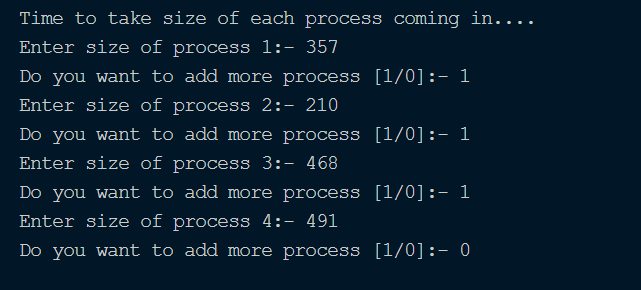 Time to take size of each process coming in....
Enter size of process 1:- 357
Do you want to add more process [1/0]:- 1
Enter size of process 2:- 210
Do you want to add more process [1/0]:- 1
Enter size of process 3:- 468
Do you want to add more process [1/0]:- 1
Enter size of process 4:- 491
Do you want to add more process [1/0]:- 0